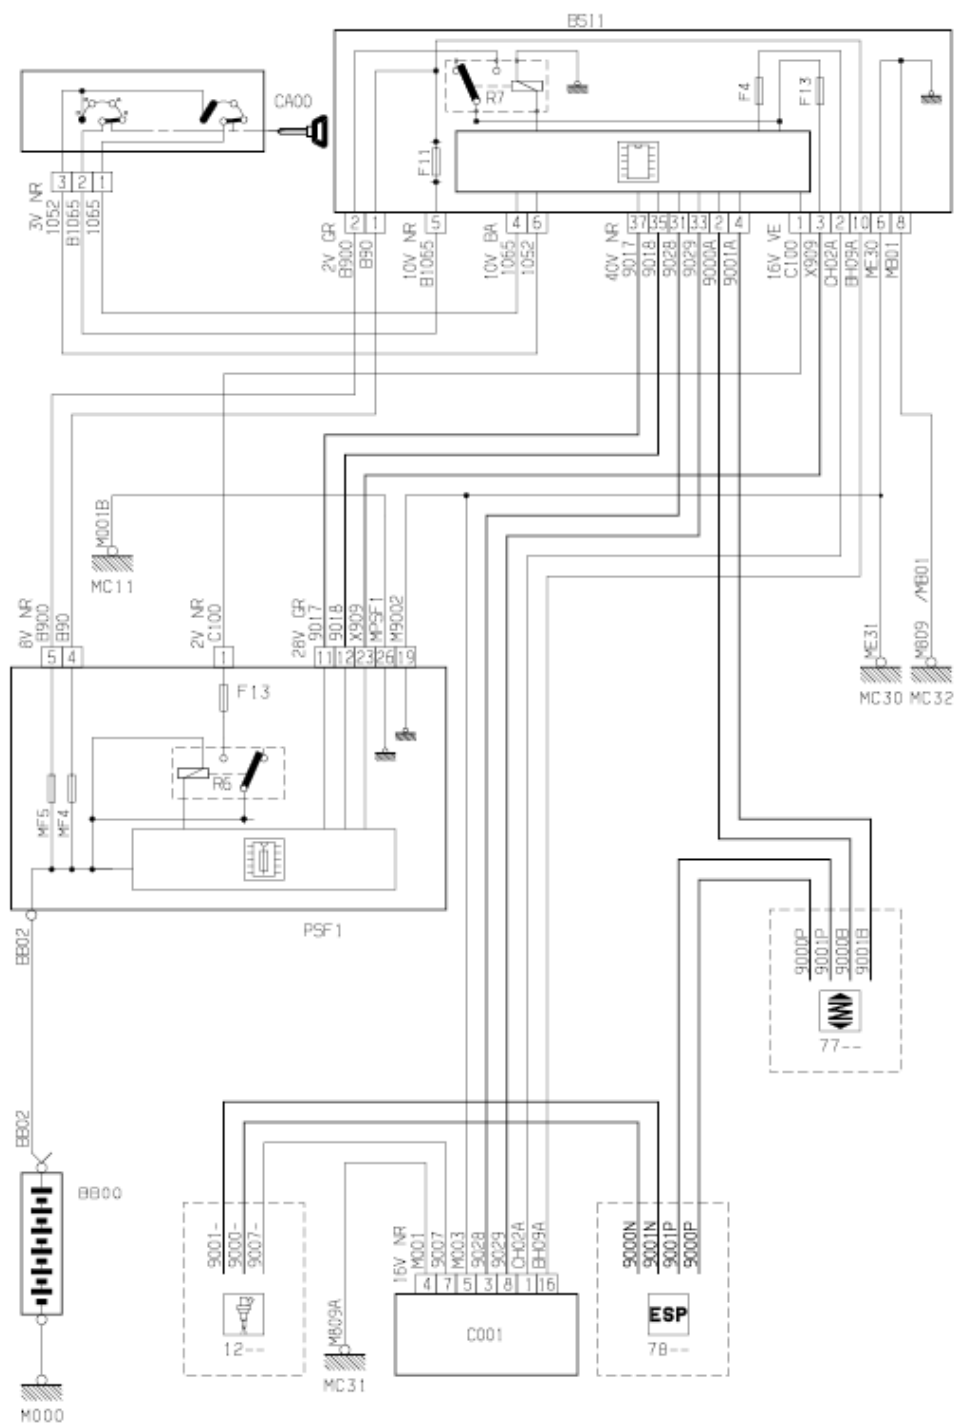 BSI1
CA00
R7
F4
F13
F11
3 2 1
3V NR
1052
B1065
1065
2 1
2V GR
B900
B90
5
10V NR
B1065
4 6
10V BA
1065
1052
37 35 31 33 2 4
40V NR
9017
9018
9028
9029
9000A
9001A
1 3 2 10 6 8
16V VE
C100
X909
CH02A
BH09A
ME30
MB01
M001B
MC11
8V NR
B900
B90
5 4
2V NR
C100
1
28V GR
9017
9018
X909
MPSF1
M9002
11 12 23 26 19
ME31
MC30
MB09 /MB01
MC32
F13
R6
MF5
MF4
PSF1
BB02
9000P
9001P
9000B
9001B
77--
BB02
BB00
M000
9001-
9000-
9007-
12--
MB09A
MC31
16V NR
M001
9007
M003
9028
9029
CH02A
BH09A
4 7 5 3 8 1 16
C001
9000N
9001N
9001P
9000P
ESP
78--